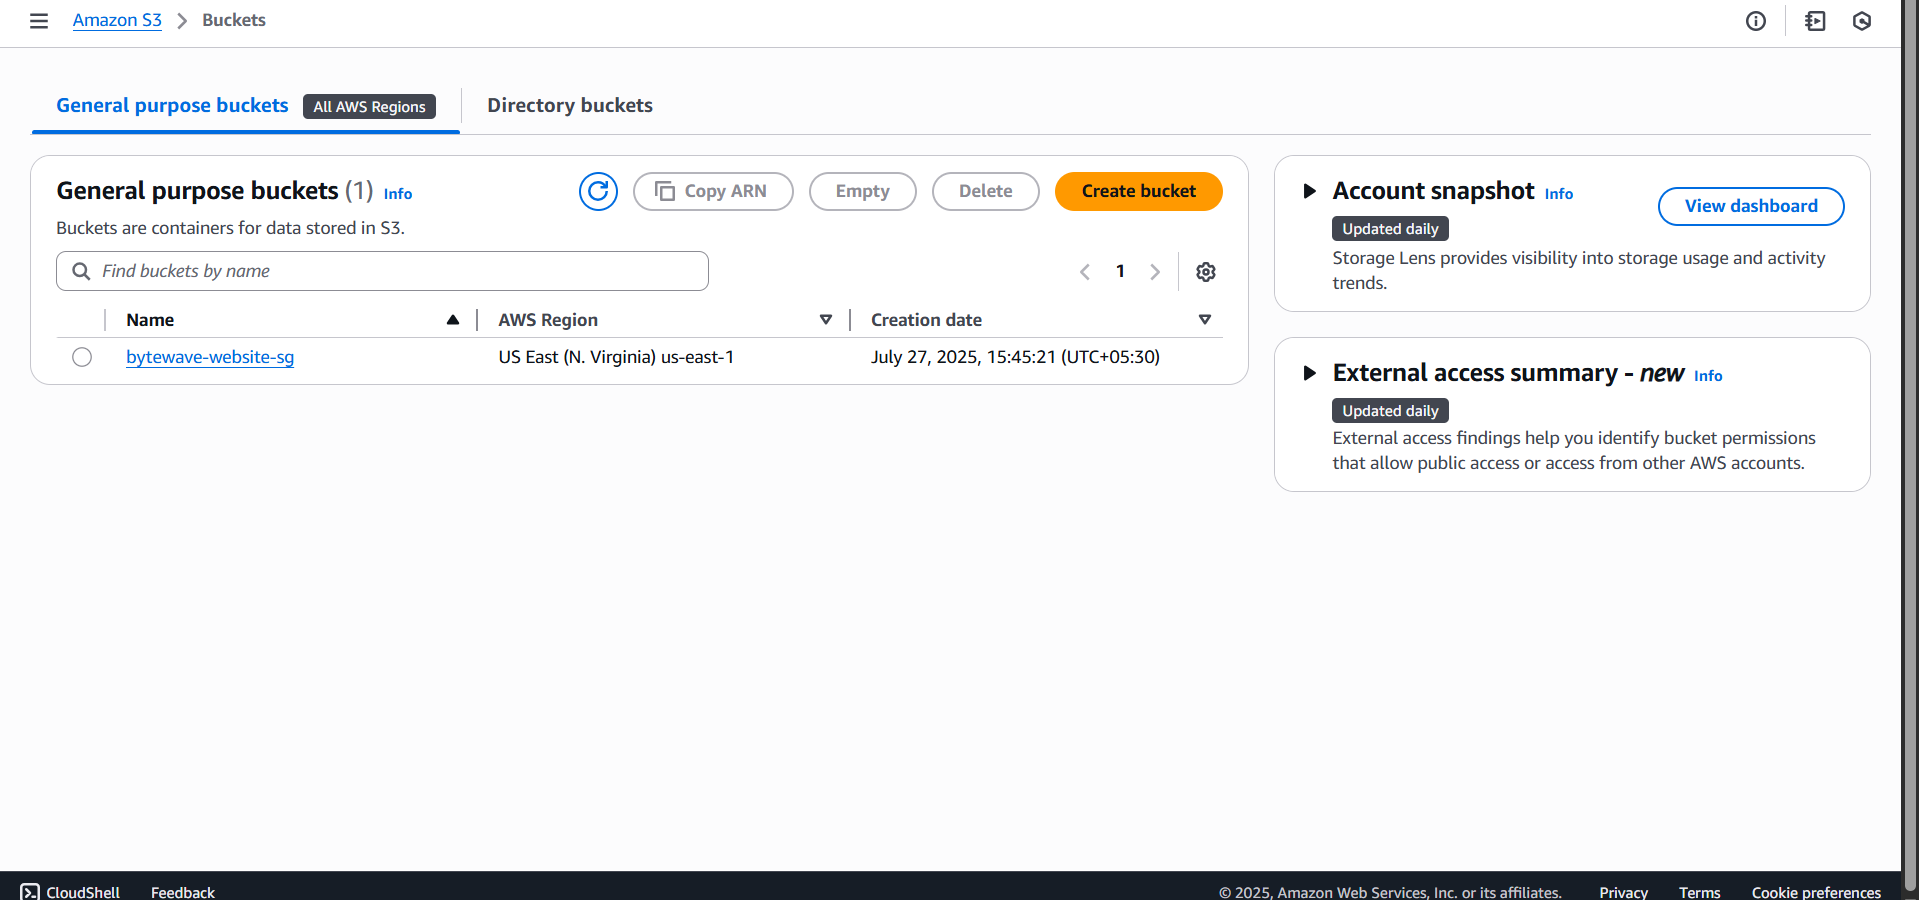 Amazon S3 > Buckets
General purpose buckets All AWS Regions Directory buckets
General purpose buckets (1) Info
Copy ARN Empty Delete Create bucket
Buckets are containers for data stored in S3.
Find buckets by name
1
Name AWS Region Creation date
bytewave-website-sg US East (N. Virginia) us-east-1 July 27, 2025, 15:45:21 (UTC+05:30)
Account snapshot Info
View dashboard
Updated daily
Storage Lens provides visibility into storage usage and activity
trends.
External access summary - new Info
Updated daily
External access findings help you identify bucket permissions
that allow public access or access from other AWS accounts.
CloudShell Feedback © 2025, Amazon Web Services, Inc. or its affiliates. Privacy Terms Cookie preferences